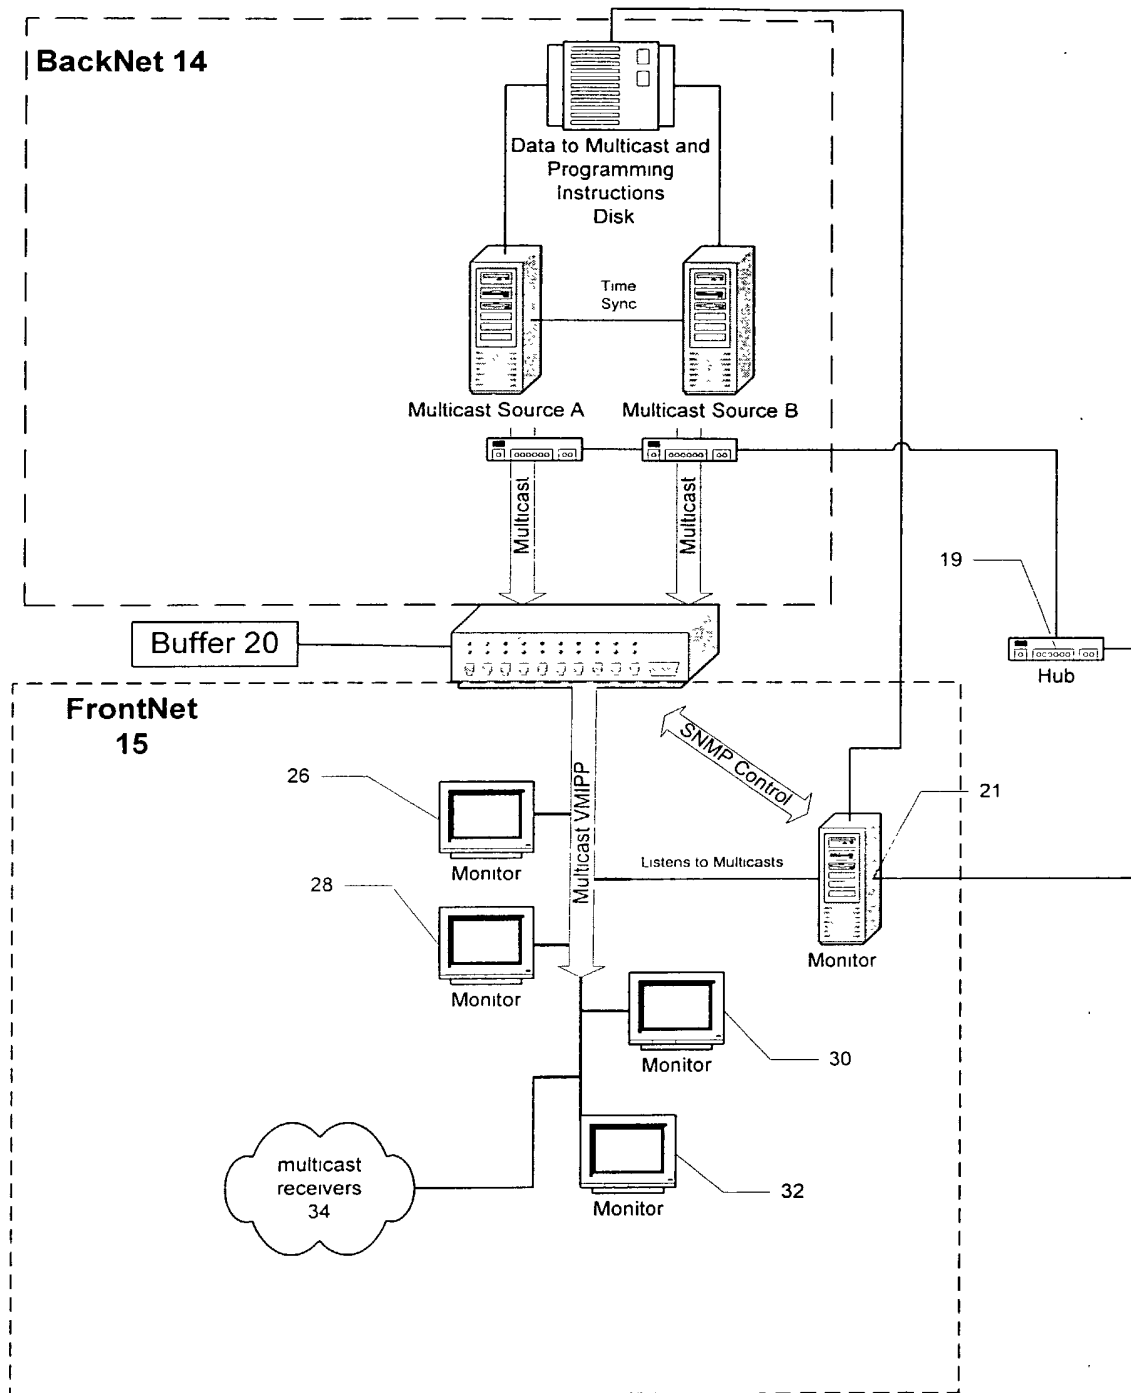 BackNet 14
Data to Multicast and
Programming
Instructions
Disk
Time
Sync
Multicast Source A
Multicast Source B
Multicast
Multicast
19
Hub
Buffer 20
FrontNet
15
SNMP Control
26
Monitor
Multicast VMIPP
21
Listens to Multicasts
28
Monitor
Monitor
30
Monitor
multicast
receivers
34
32
Monitor